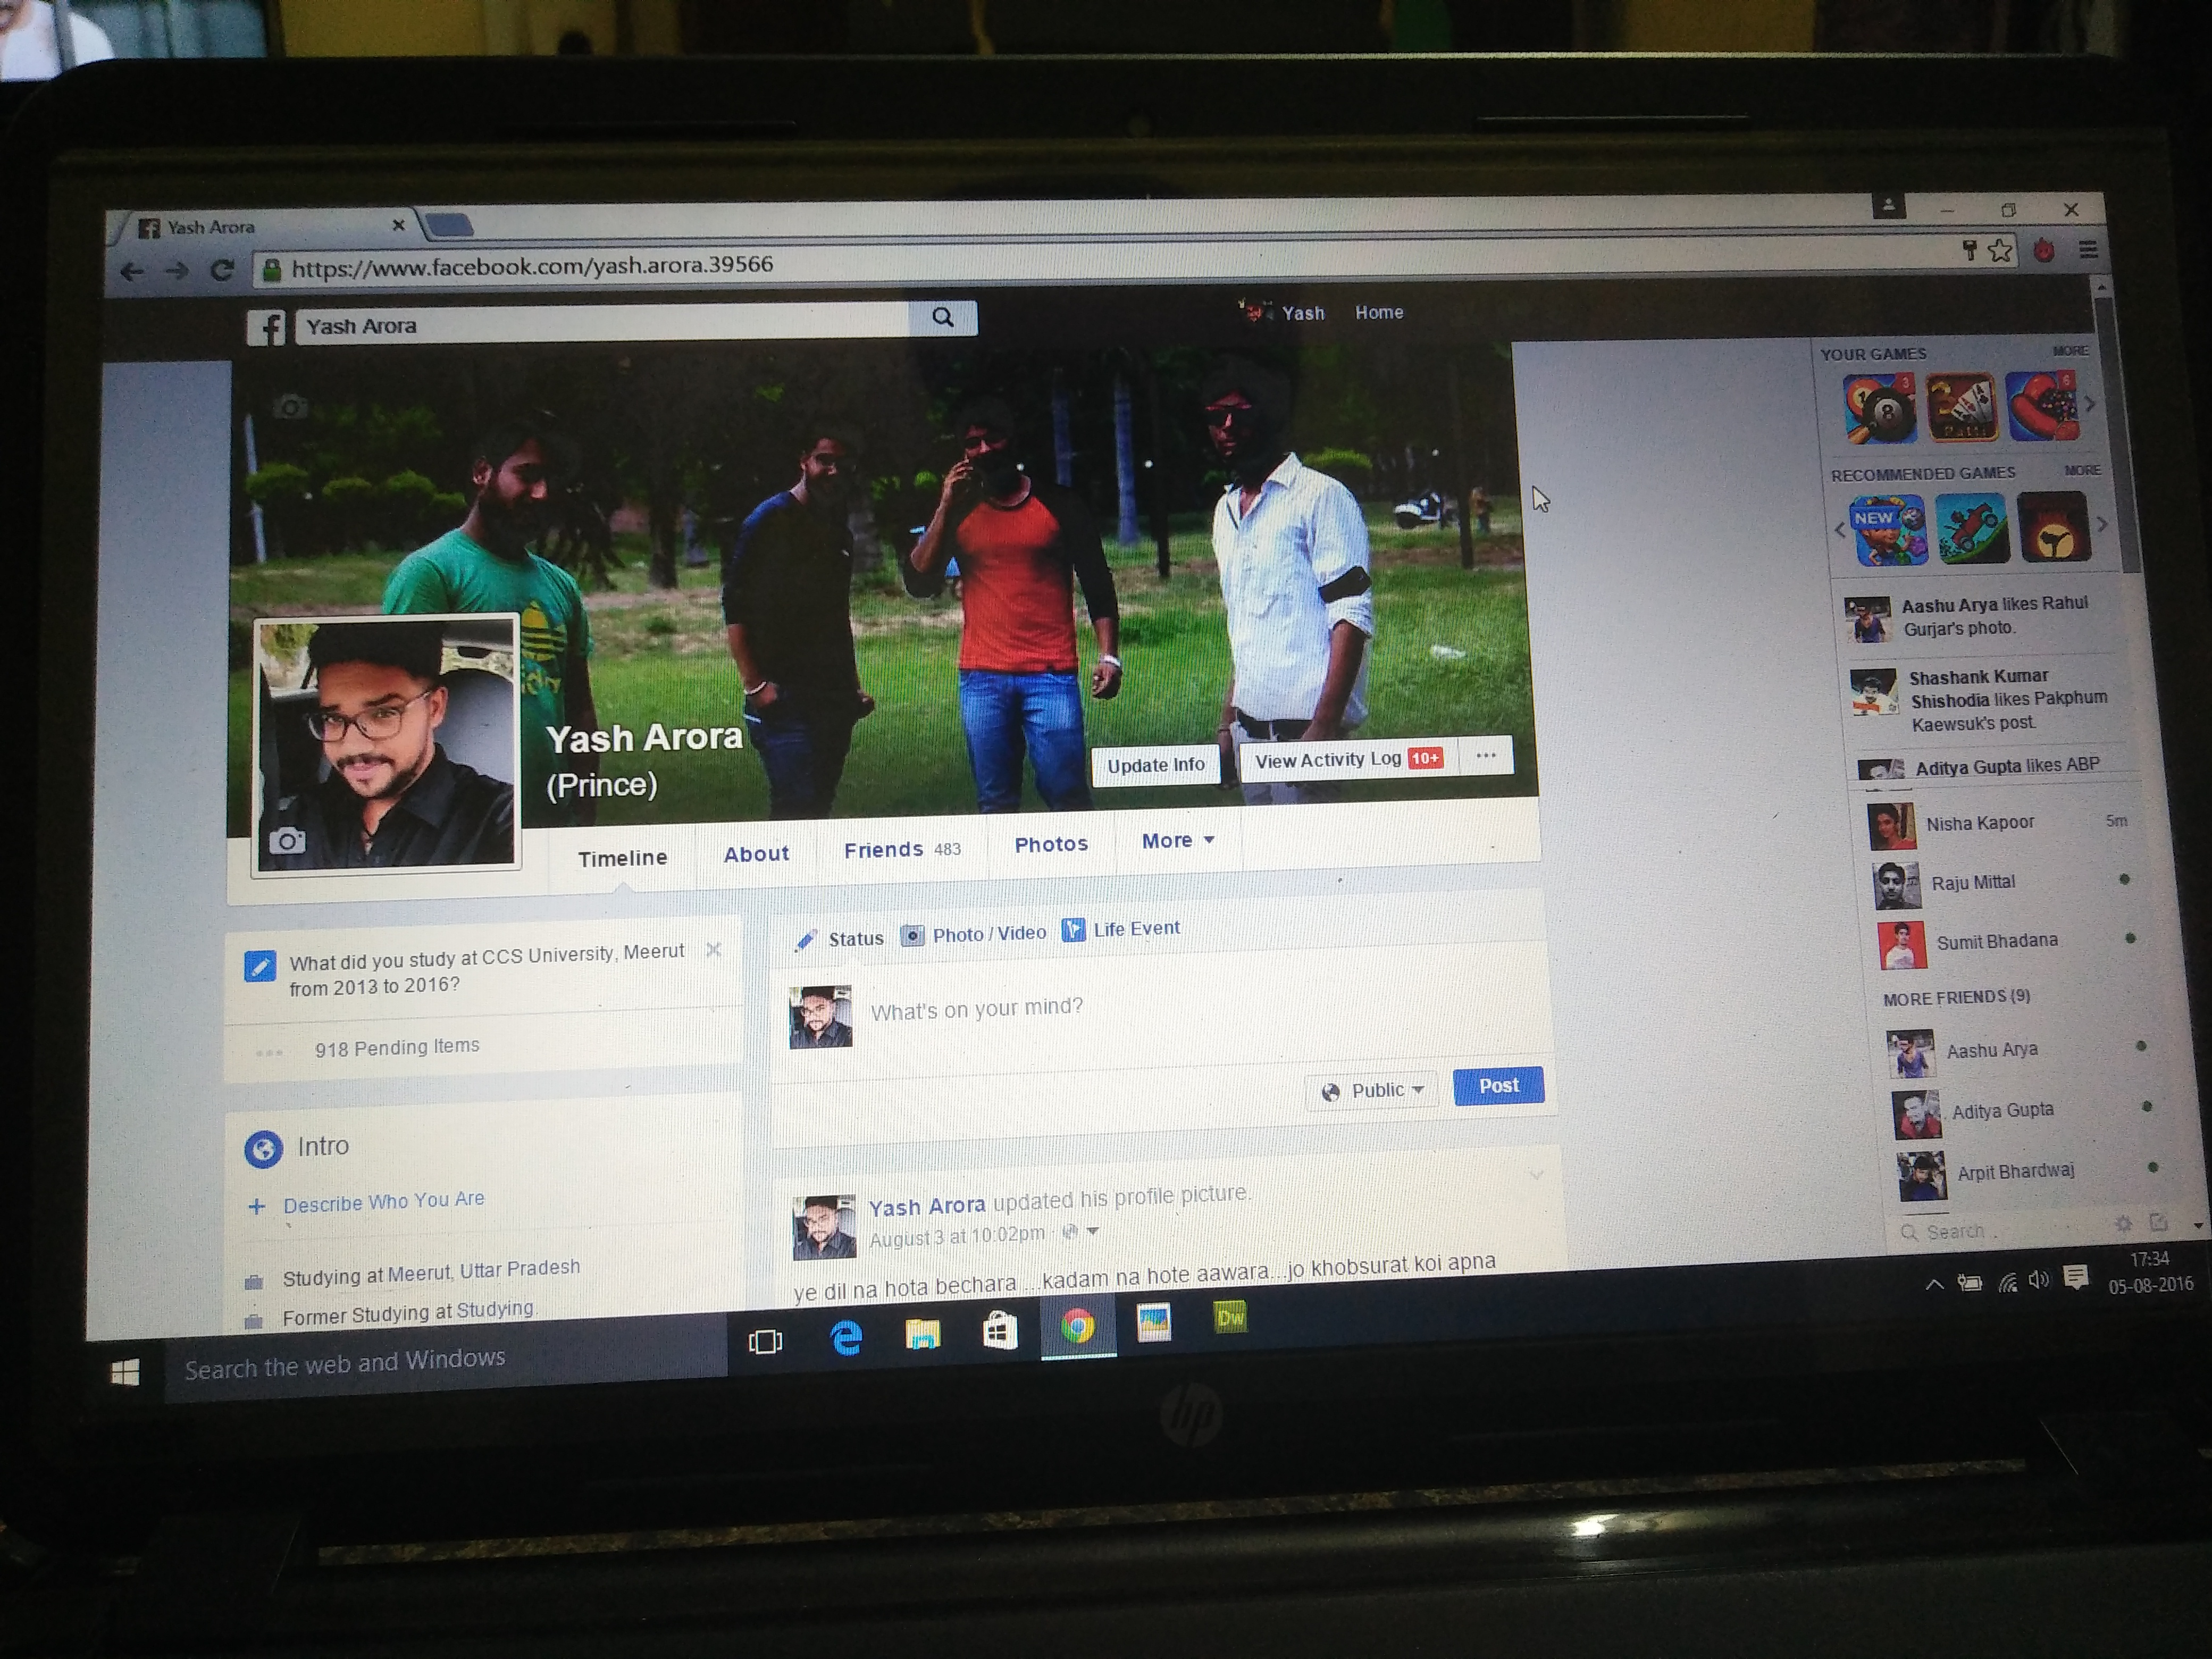 Yash Arora
https://www.facebook.com/yash.arora.39566
Yash Arora
Yash
Home
Yash Arora
(Prince)
Update Info
View Activity Log 10+
Timeline
About
Friends 483
Photos
More
What did you study at CCS University, Meerut
from 2013 to 2016?
918 Pending Items
Intro
Describe Who You Are
Studying at Meerut, Uttar Pradesh
Former Studying at Studying
Status
Photo / Video
Life Event
What's on your mind?
Public
Post
Yash Arora updated his profile picture.
August 3 at 10:02pm
ye dil na hota bechara ...kadam na hote aawara...jo khobsurat koi apna
YOUR GAMES
MORE
3
6
RECOMMENDED GAMES
MORE
NEW
Aashu Arya likes Rahul
Gurjar's photo.
Shashank Kumar
Shishodia likes Pakphum
Kaewsuk's post.
Aditya Gupta likes ABP
Nisha Kapoor 5m
Raju Mittal
Sumit Bhadana
MORE FRIENDS (9)
Aashu Arya
Aditya Gupta
Arpit Bhardwaj
Search
Search the web and Windows
Dw
17:34
05-08-2016
hp